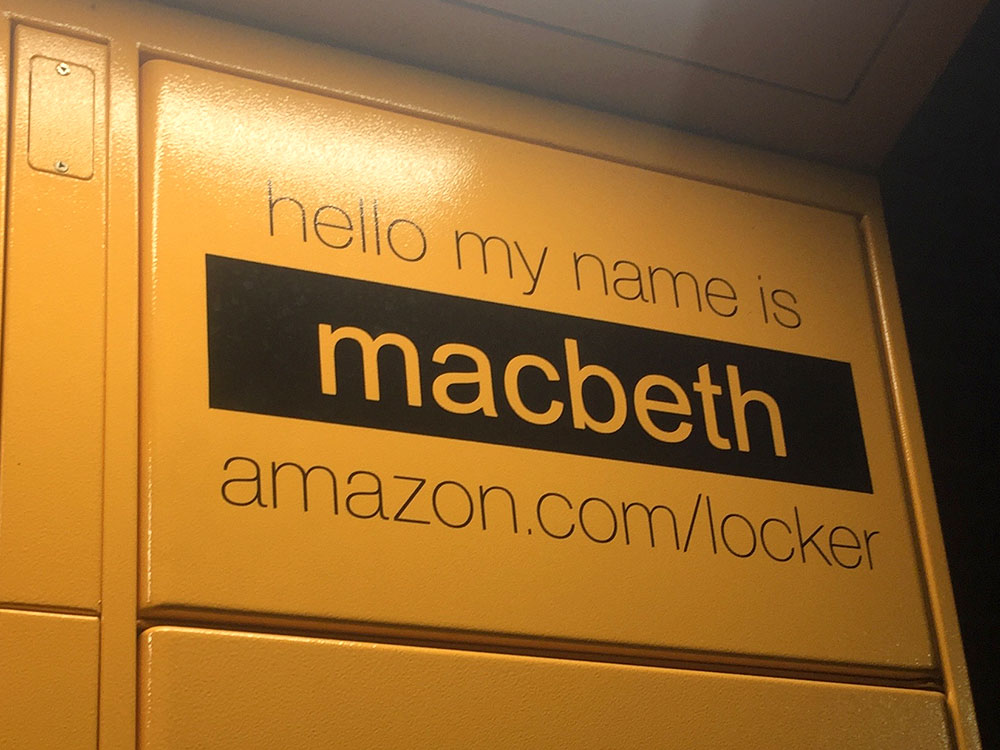 hello my name is
macbeth
amazon.com/locker